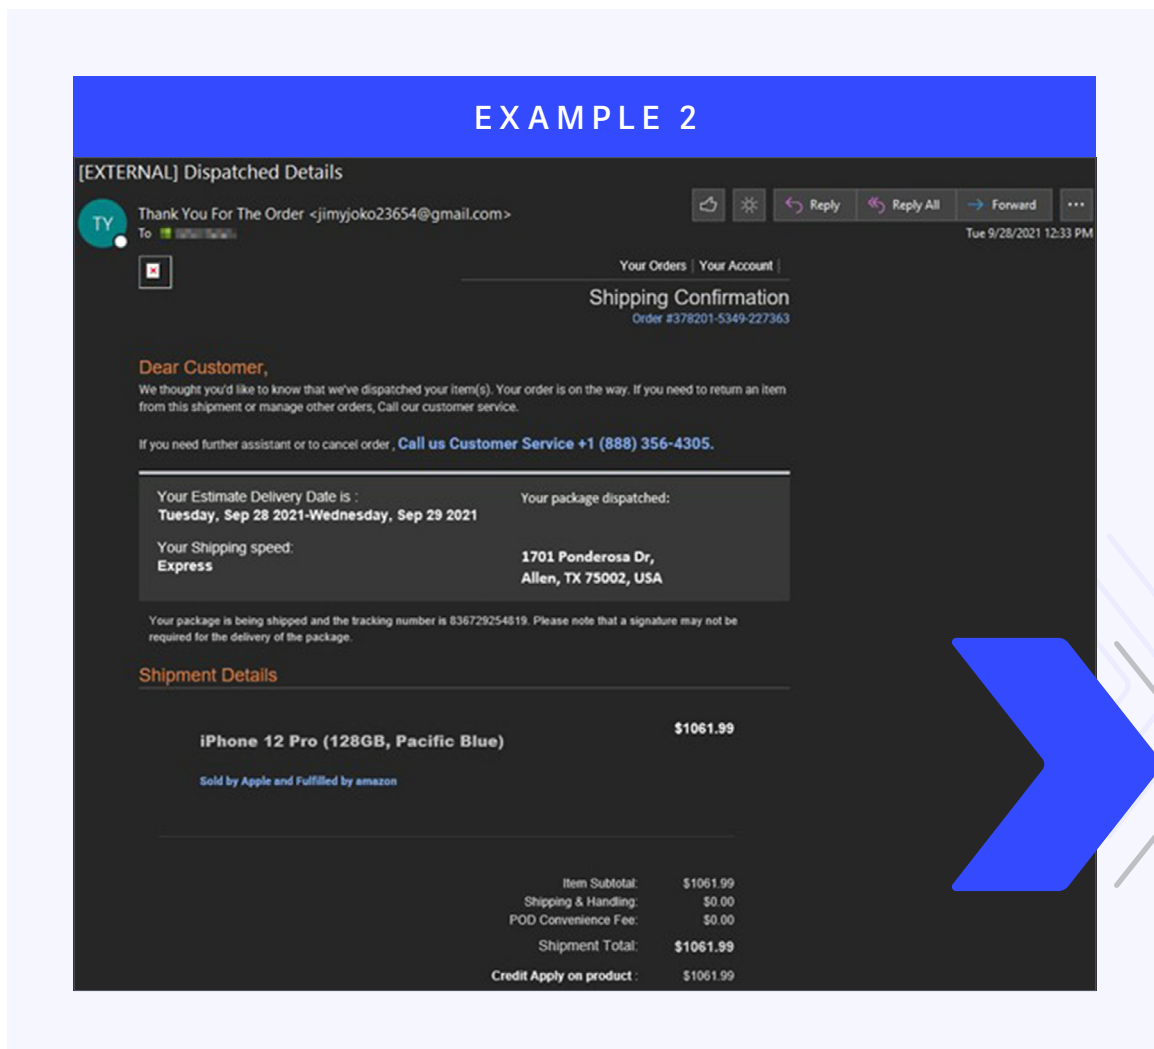 EXAMPLE 2
[EXTERNAL] Dispatched Details
TY
Thank You For The Order <jimyjoko23654@gmail.com>
Reply
Reply All
Forward
To
Tue 9/28/2021 12:33 PM
Your Orders | Your Account |
Shipping Confirmation
Order #378201-5349-227363
Dear Customer,
We thought you'd like to know that we've dispatched your item(s). Your order is on the way. If you need to return an item
from this shipment or manage other orders, Call our customer service.
If you need further assistant or to cancel order , Call us Customer Service +1 (888) 356-4305.
Your Estimate Delivery Date is :
Tuesday, Sep 28 2021-Wednesday, Sep 29 2021
Your Shipping speed:
Express
Your package dispatched:
1701 Ponderosa Dr,
Allen, TX 75002, USA
Your package is being shipped and the tracking number is 836729254819. Please note that a signature may not be
required for the delivery of the package.
Shipment Details
iPhone 12 Pro (128GB, Pacific Blue)
$1061.99
Sold by Apple and Fulfilled by amazon
Item Subtotal: $1061.99
Shipping & Handling: $0.00
POD Convenience Fee: $0.00
Shipment Total: $1061.99
Credit Apply on product : $1061.99